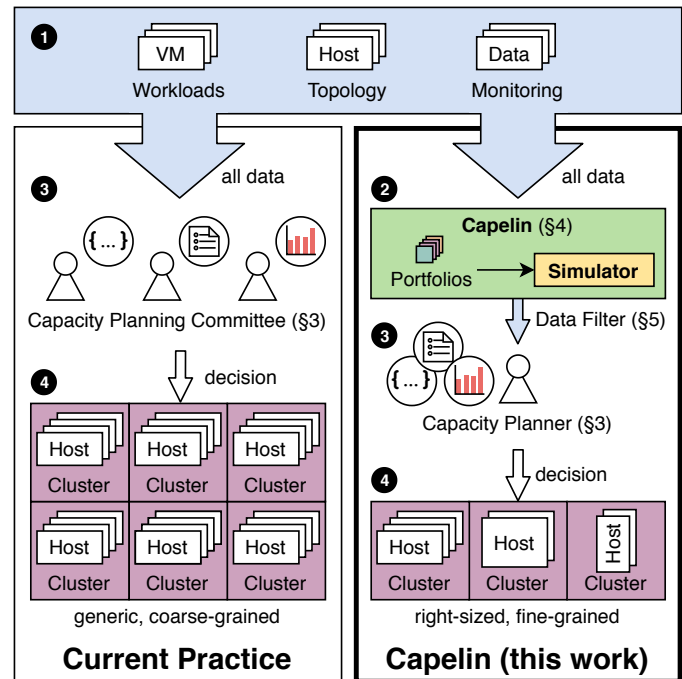 1
VM
Host
Data
Workloads
Topology
Monitoring
all data
3
{ ... }
Capacity Planning Committee (§3)
decision
4
Host
Host
Host
Cluster
Cluster
Cluster
Host
Host
Host
Cluster
Cluster
Cluster
generic, coarse-grained
Current Practice
all data
2
Capelin (§4)
Portfolios
Simulator
Data Filter (§5)
3
{ ... }
Capacity Planner (§3)
decision
4
Host
Host
Host
Cluster
Cluster
Cluster
right-sized, fine-grained
Capelin (this work)